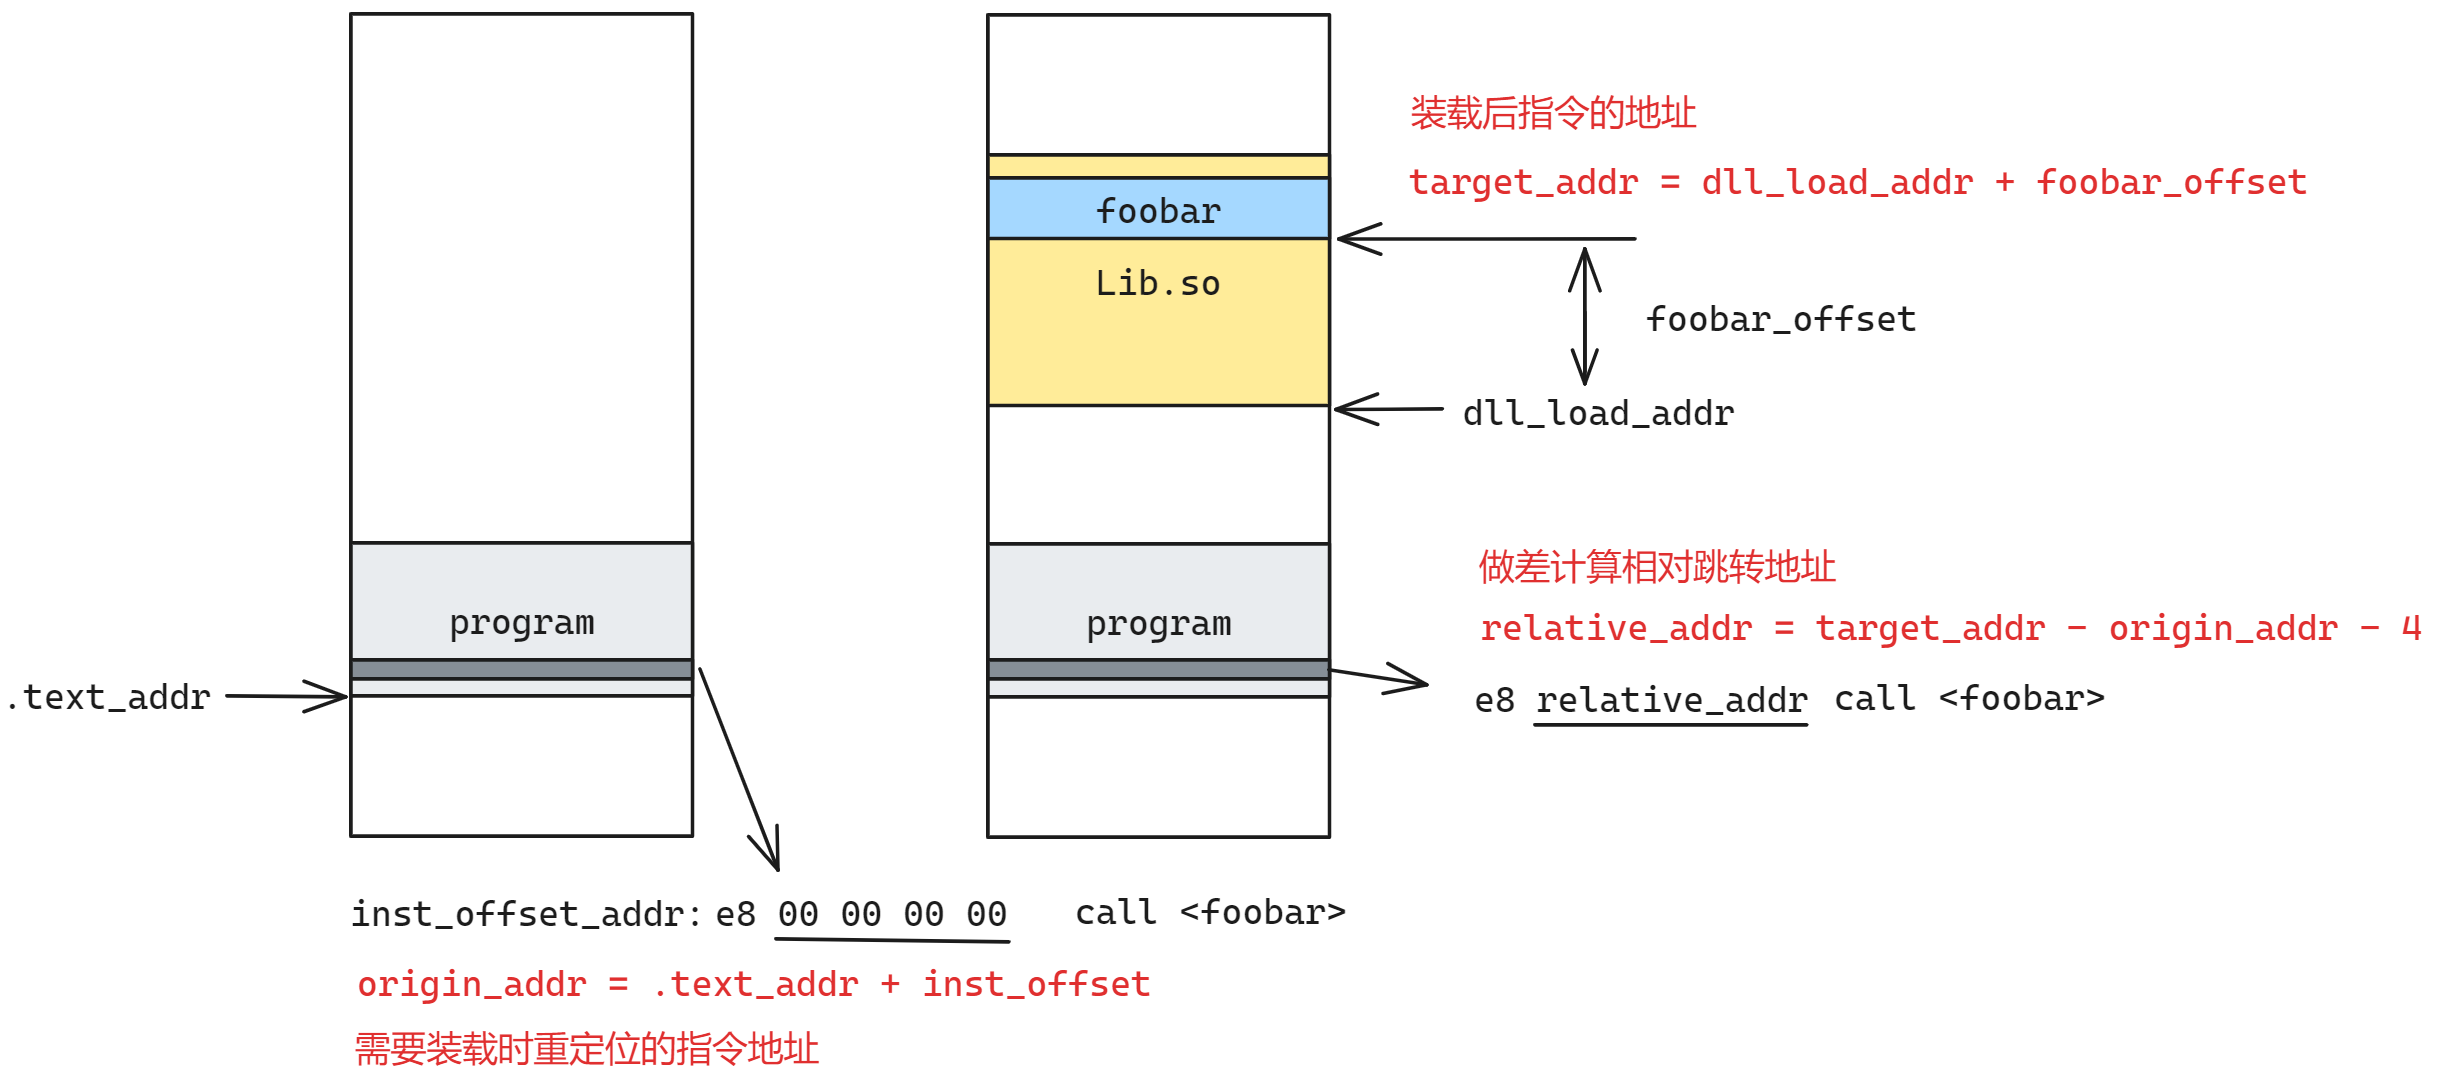 装载后指令的地址
target_addr = dll_load_addr + foobar_offset
foobar
Lib.so
foobar_offset
dll_load_addr
做差计算相对跳转地址
program
program
relative_addr = target_addr - origin_addr - 4
.text_addr
e8 relative_addr call <foobar>
inst_offset_addr: e8 00 00 00 00 call <foobar>
origin_addr = .text_addr + inst_offset
需要装载时重定位的指令地址